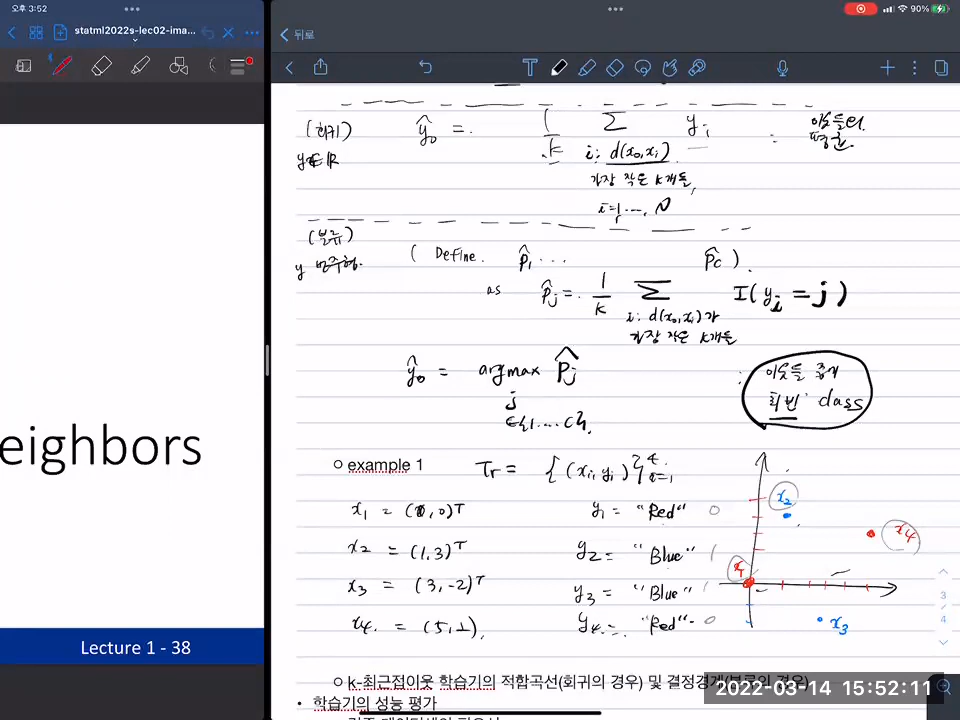 오후 3:52
90%
statml2022s-lec02-ima...
뒤로
(회귀) ŷ₀ = 1/k Σ yᵢ : 이웃들의 평균
y∈R i: d(x₀,xᵢ)
가장 작은 k개들,
i=1, ..., N
(분류) ( Define p̂₁ ... p̂c ).
y 범주형. as p̂ⱼ = 1/k Σ I(yᵢ = j)
i: d(x₀,xᵢ)가
가장 작은 k개들
ŷ₀ = argmax p̂ⱼ : 이웃들 중에
j 최빈 class
∈{1...c}.
eighbors
example 1 Tr = {(xᵢ, yᵢ)}⁴ᵢ₌₁
x₁ = (0, 0)ᵀ y₁ = "Red" 0
x₂ = (1, 3)ᵀ y₂ = "Blue" 1
x₃ = (3, -2)ᵀ y₃ = "Blue" 1
x₄ = (5, 1), y₄ = "Red" 0
x₂
x₄
x₁
x₃
3
/
4
Lecture 1 - 38
k-최근접이웃 학습기의 적합곡선(회귀의 경우) 및 결정경계(분류의 경우)
2022-03-14 15:52:11
• 학습기의 성능 평가